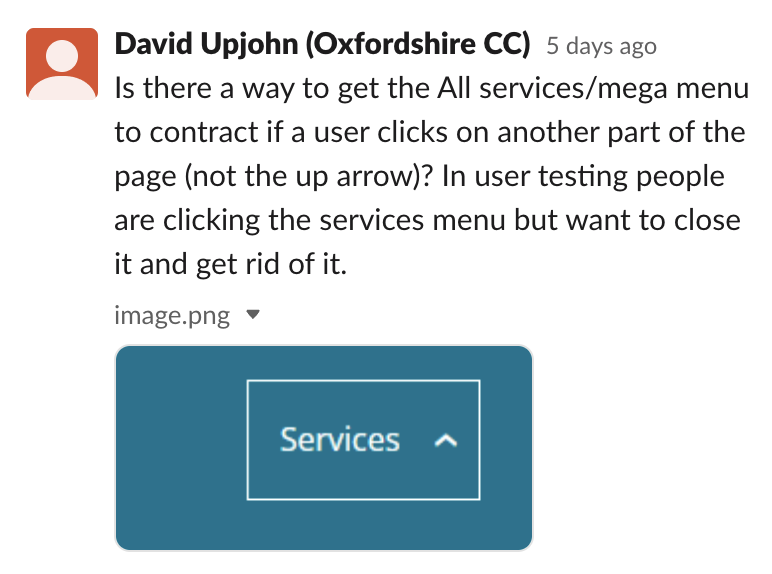 David Upjohn (Oxfordshire CC) 5 days ago
Is there a way to get the All services/mega menu
to contract if a user clicks on another part of the
page (not the up arrow)? In user testing people
are clicking the services menu but want to close
it and get rid of it.
image.png
Services